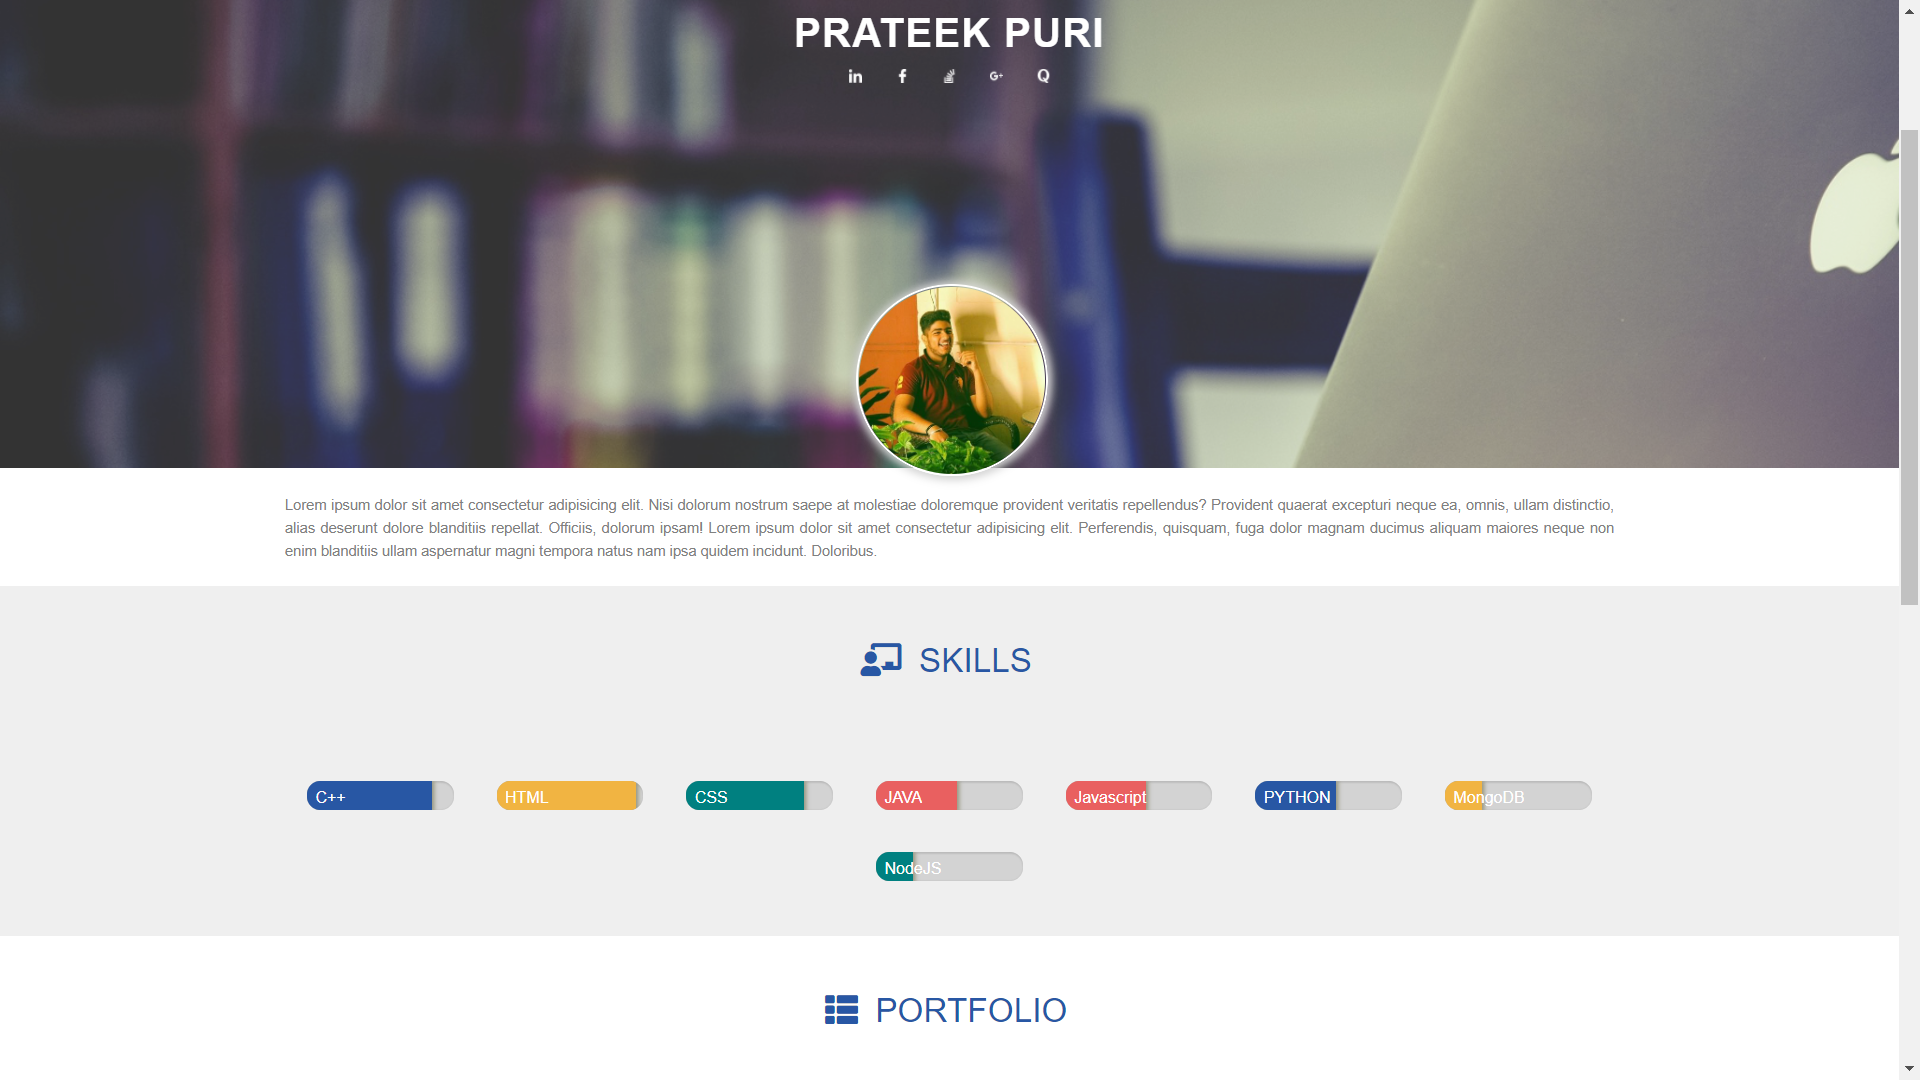 PRATEEK PURI
Lorem ipsum dolor sit amet consectetur adipisicing elit. Nisi dolorum nostrum saepe at molestiae doloremque provident veritatis repellendus? Provident quaerat excepturi neque ea, omnis, ullam distinctio,
alias deserunt dolore blanditiis repellat. Officiis, dolorum ipsam! Lorem ipsum dolor sit amet consectetur adipisicing elit. Perferendis, quisquam, fuga dolor magnam ducimus aliquam maiores neque non
enim blanditiis ullam aspernatur magni tempora natus nam ipsa quidem incidunt. Doloribus.
SKILLS
C++ HTML CSS JAVA Javascript PYTHON MongoDB
NodeJS
PORTFOLIO